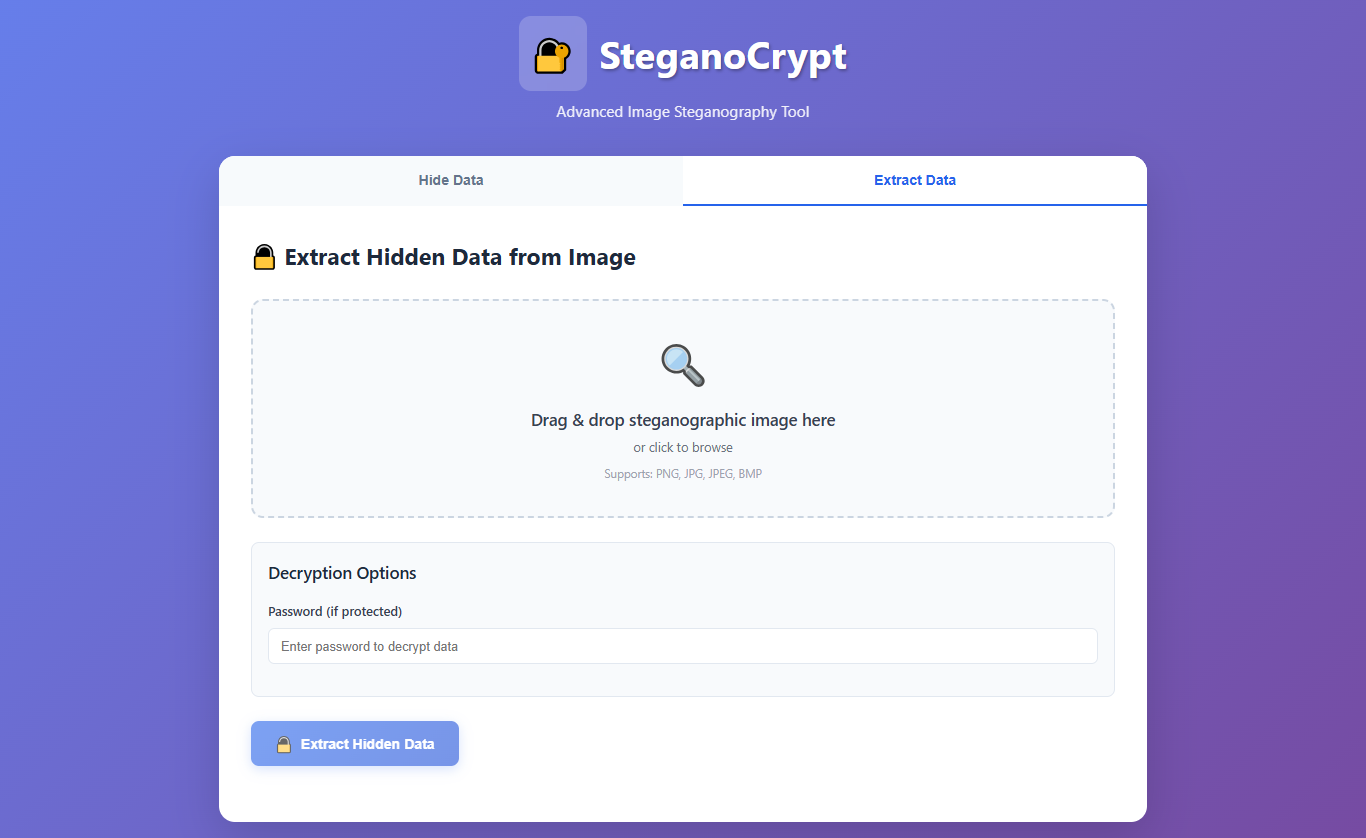 SteganoCrypt
Advanced Image Steganography Tool
Hide Data
Extract Data
Extract Hidden Data from Image
Drag & drop steganographic image here
or click to browse
Supports: PNG, JPG, JPEG, BMP
Decryption Options
Password (if protected)
Enter password to decrypt data
Extract Hidden Data